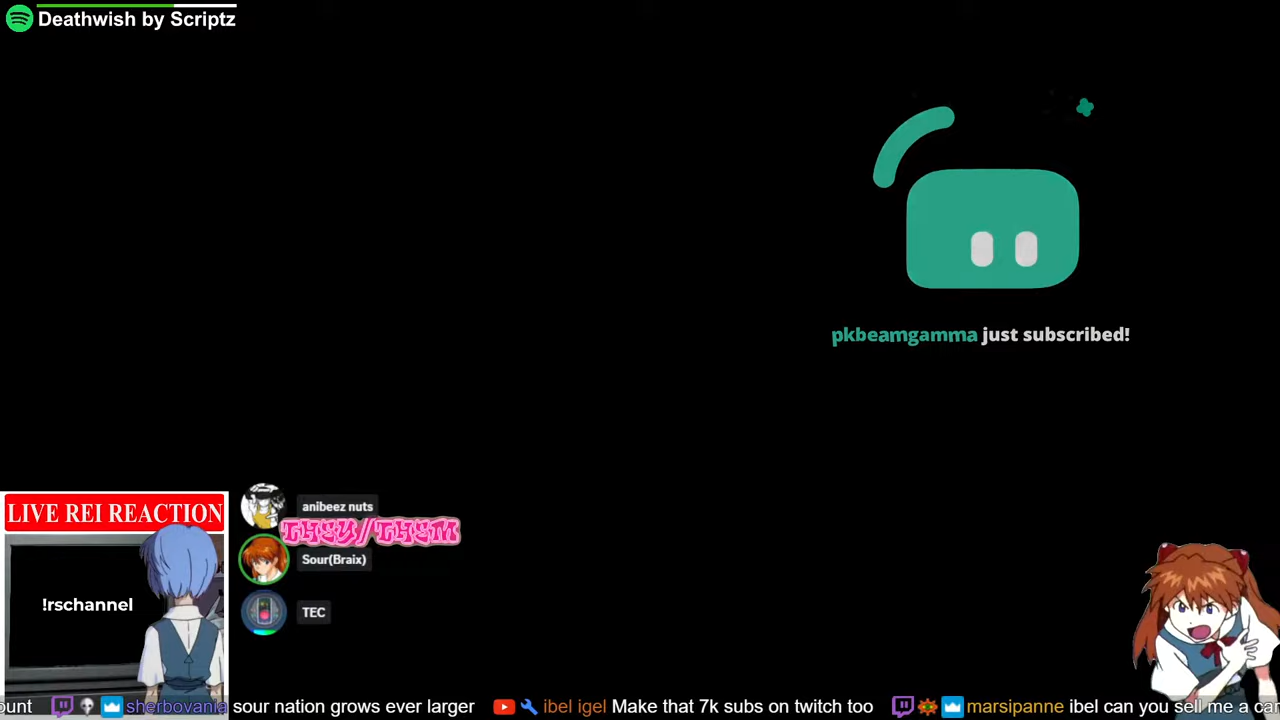 Deathwish by Scriptz
pkbeamgamma just subscribed!
LIVE REI REACTION
!rschannel
anibeez nuts
THEY/THEM
Sour(Braix)
TEC
ount sherbovania sour nation grows ever larger ibel igel Make that 7k subs on twitch too marsipanne ibel can you sell me a car